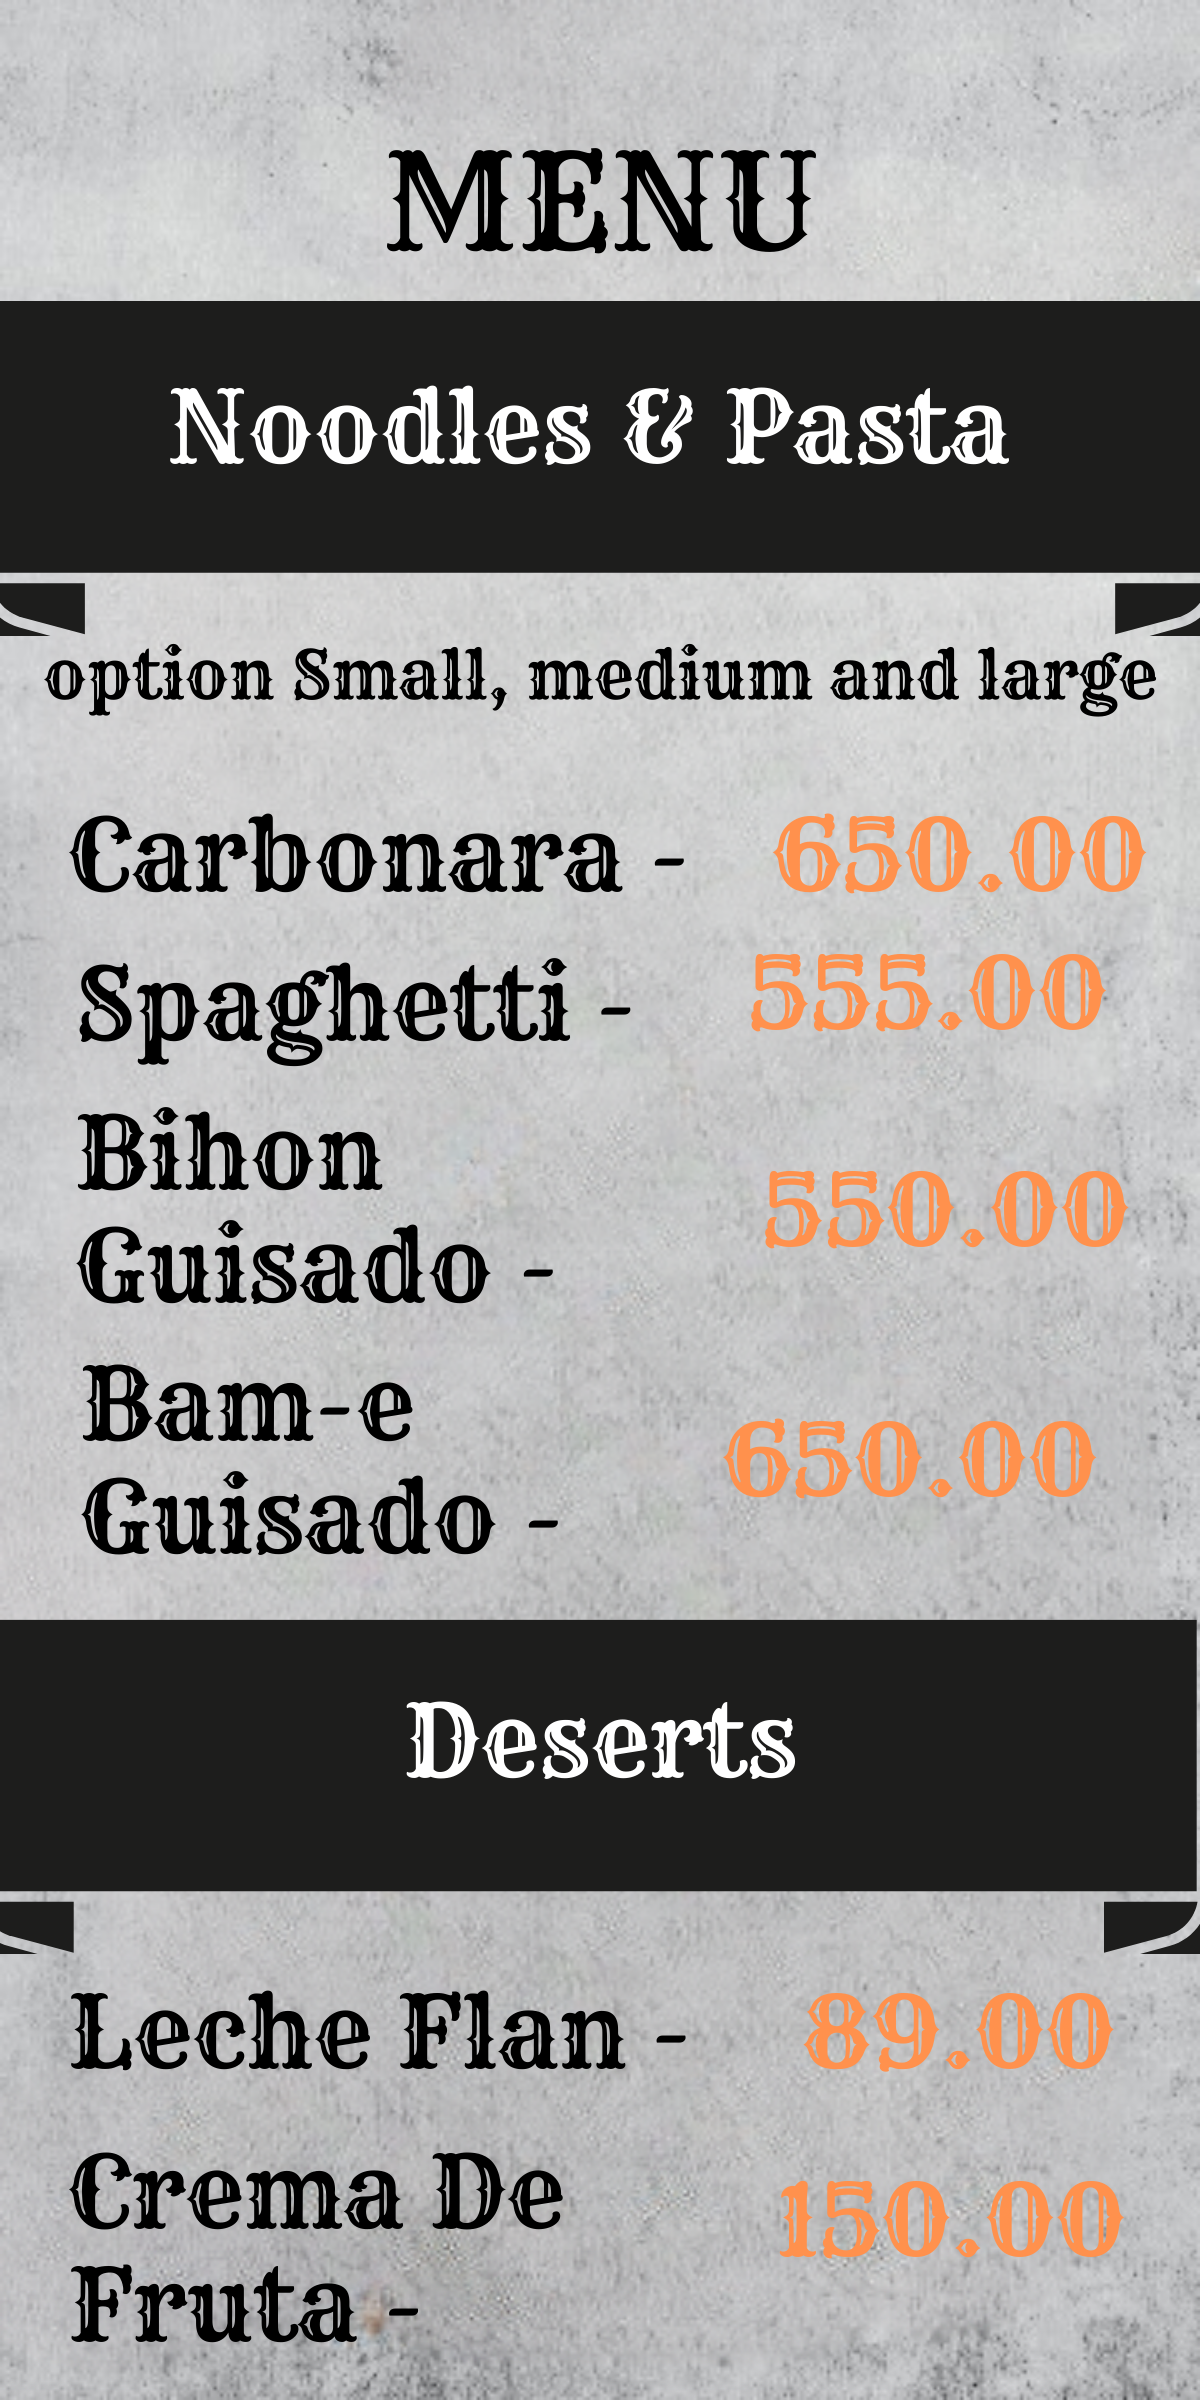 MENU
Noodles & Pasta
option Small, medium and large
Carbonara - 650.00
Spaghetti - 555.00
Bihon
Guisado - 550.00
Bam-e
Guisado - 650.00
Deserts
Leche Flan - 89.00
Crema De
Fruta - 150.00